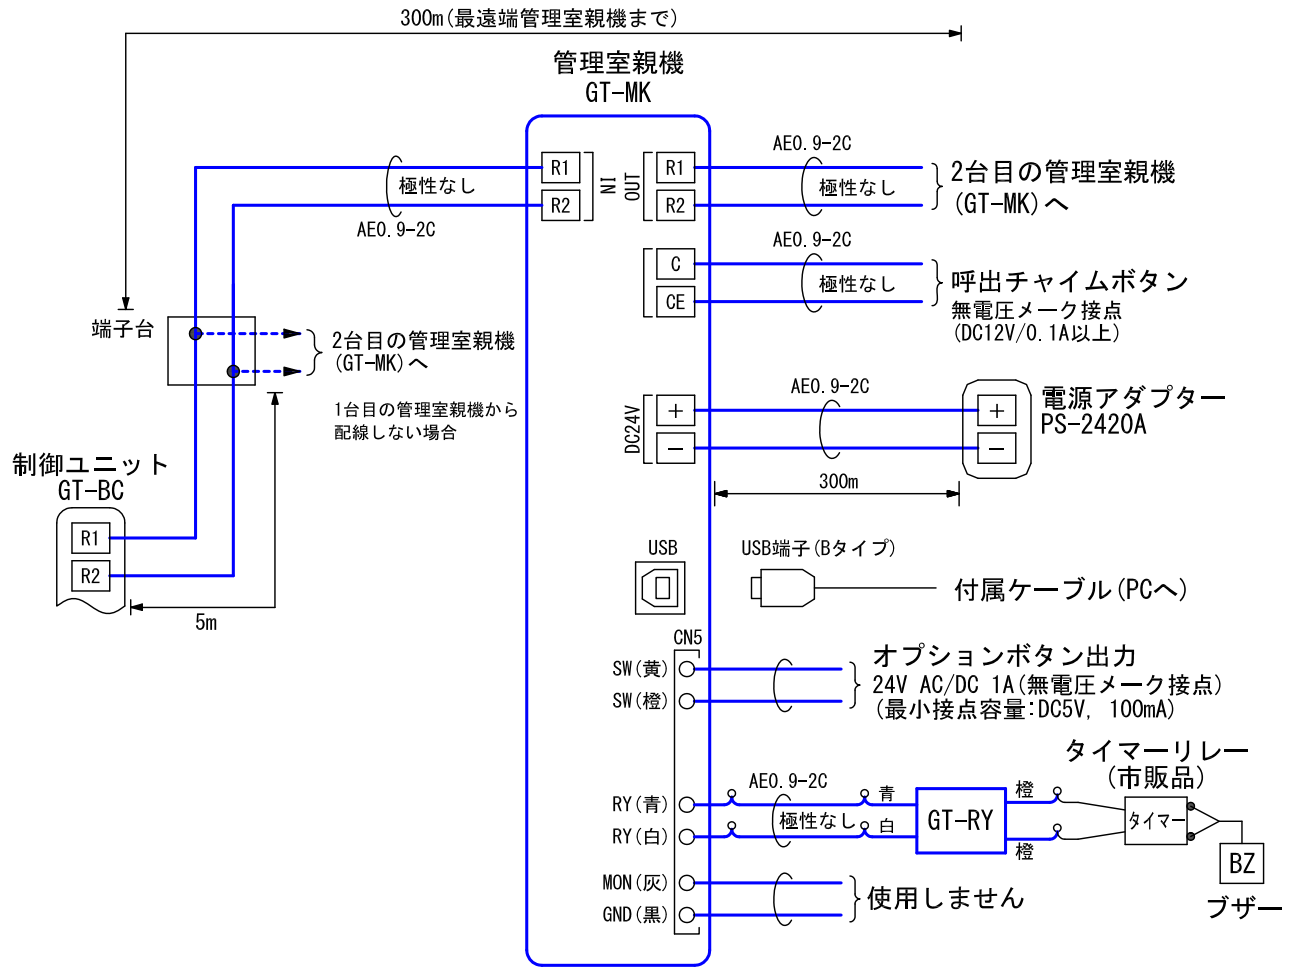 300m(最遠端管理室親機まで)
管理室親機
GT-MK
R1
R2
IN
OUT
R1
R2
極性なし
AE0.9-2C
AE0.9-2C
極性なし
2台目の管理室親機
(GT-MK)へ
C
CE
AE0.9-2C
極性なし
呼出チャイムボタン
無電圧メーク接点
(DC12V/0.1A以上)
端子台
2台目の管理室親機
(GT-MK)へ
1台目の管理室親機から
配線しない場合
DC24V
+
−
AE0.9-2C
+
−
電源アダプター
PS-2420A
300m
制御ユニット
GT-BC
R1
R2
5m
USB
USB端子(Bタイプ)
付属ケーブル(PCへ)
CN5
SW(黄)
SW(橙)
オプションボタン出力
24V AC/DC 1A(無電圧メーク接点)
(最小接点容量:DC5V, 100mA)
RY(青)
RY(白)
AE0.9-2C
極性なし
青
白
GT-RY
橙
橙
タイマーリレー
(市販品)
タイマー
BZ
ブザー
MON(灰)
GND(黒)
使用しません